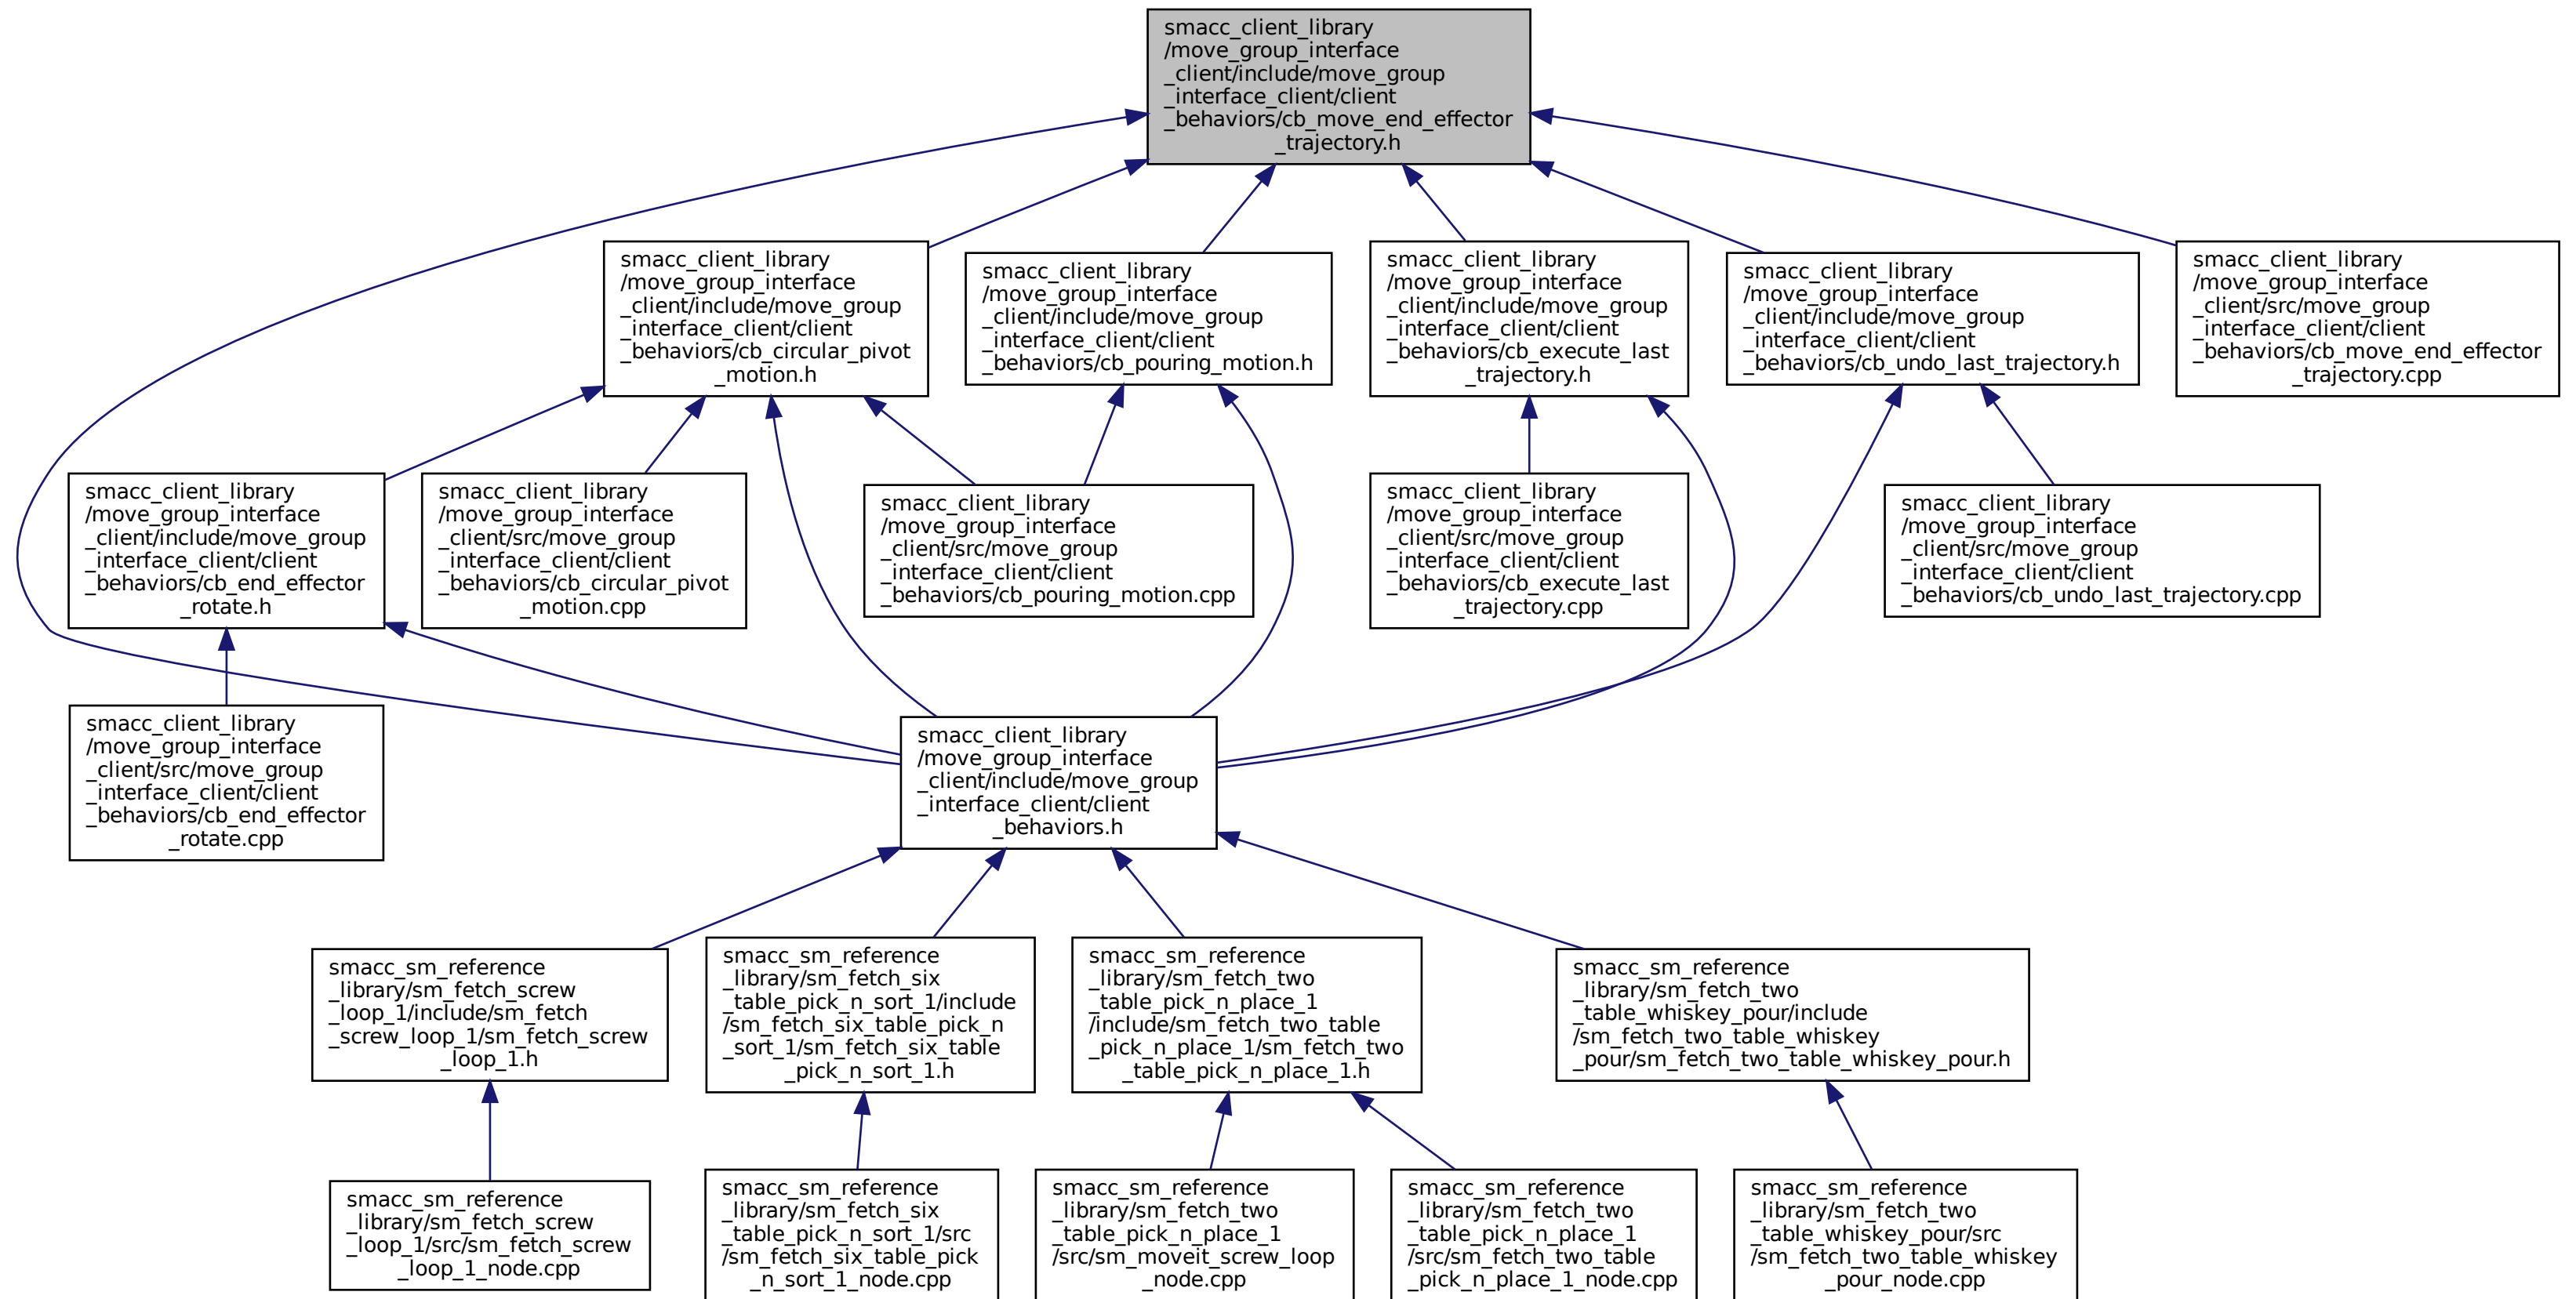 smacc_client_library
/move_group_interface
_client/include/move_group
_interface_client/client
_behaviors/cb_move_end_effector
_trajectory.h
smacc_client_library
/move_group_interface
_client/include/move_group
_interface_client/client
_behaviors/cb_circular_pivot
_motion.h
smacc_client_library
/move_group_interface
_client/include/move_group
_interface_client/client
_behaviors/cb_pouring_motion.h
smacc_client_library
/move_group_interface
_client/include/move_group
_interface_client/client
_behaviors/cb_execute_last
_trajectory.h
smacc_client_library
/move_group_interface
_client/include/move_group
_interface_client/client
_behaviors/cb_undo_last_trajectory.h
smacc_client_library
/move_group_interface
_client/src/move_group
_interface_client/client
_behaviors/cb_move_end_effector
_trajectory.cpp
smacc_client_library
/move_group_interface
_client/include/move_group
_interface_client/client
_behaviors/cb_end_effector
_rotate.h
smacc_client_library
/move_group_interface
_client/src/move_group
_interface_client/client
_behaviors/cb_circular_pivot
_motion.cpp
smacc_client_library
/move_group_interface
_client/src/move_group
_interface_client/client
_behaviors/cb_pouring_motion.cpp
smacc_client_library
/move_group_interface
_client/src/move_group
_interface_client/client
_behaviors/cb_execute_last
_trajectory.cpp
smacc_client_library
/move_group_interface
_client/src/move_group
_interface_client/client
_behaviors/cb_undo_last_trajectory.cpp
smacc_client_library
/move_group_interface
_client/src/move_group
_interface_client/client
_behaviors/cb_end_effector
_rotate.cpp
smacc_client_library
/move_group_interface
_client/include/move_group
_interface_client/client
_behaviors.h
smacc_sm_reference
_library/sm_fetch_screw
_loop_1/include/sm_fetch
_screw_loop_1/sm_fetch_screw
_loop_1.h
smacc_sm_reference
_library/sm_fetch_six
_table_pick_n_sort_1/include
/sm_fetch_six_table_pick_n
_sort_1/sm_fetch_six_table
_pick_n_sort_1.h
smacc_sm_reference
_library/sm_fetch_two
_table_pick_n_place_1
/include/sm_fetch_two_table
_pick_n_place_1/sm_fetch_two
_table_pick_n_place_1.h
smacc_sm_reference
_library/sm_fetch_two
_table_whiskey_pour/include
/sm_fetch_two_table_whiskey
_pour/sm_fetch_two_table_whiskey_pour.h
smacc_sm_reference
_library/sm_fetch_screw
_loop_1/src/sm_fetch_screw
_loop_1_node.cpp
smacc_sm_reference
_library/sm_fetch_six
_table_pick_n_sort_1/src
/sm_fetch_six_table_pick
_n_sort_1_node.cpp
smacc_sm_reference
_library/sm_fetch_two
_table_pick_n_place_1
/src/sm_moveit_screw_loop
_node.cpp
smacc_sm_reference
_library/sm_fetch_two
_table_pick_n_place_1
/src/sm_fetch_two_table
_pick_n_place_1_node.cpp
smacc_sm_reference
_library/sm_fetch_two
_table_whiskey_pour/src
/sm_fetch_two_table_whiskey
_pour_node.cpp